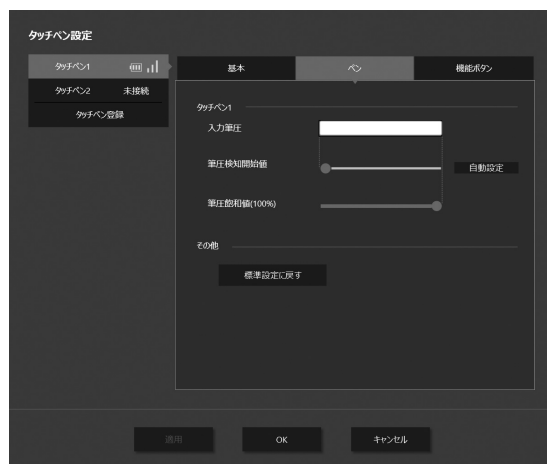 タッチペン設定
タッチペン1
タッチペン2 未接続
タッチペン登録
基本 ペン 機能ボタン
タッチペン1
入力筆圧
筆圧検知開始値 自動設定
筆圧飽和値(100%)
その他
標準設定に戻す
適用 OK キャンセル